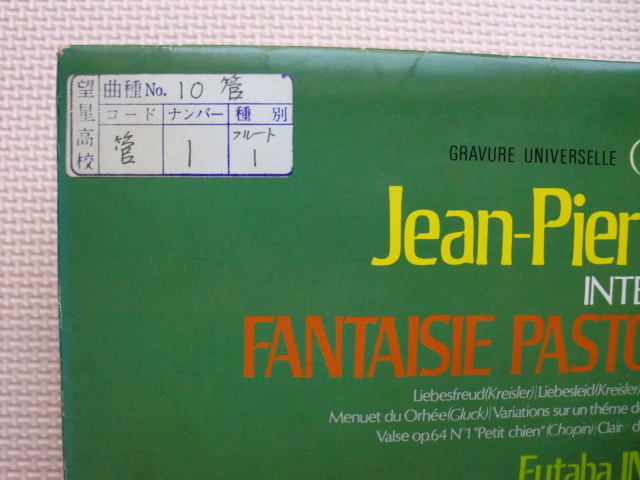 望星高校
曲種No. 10 管
コード ナンバー 種別
管 1 フルート
1
GRAVURE UNIVERSELLE
Jean-Pier
INTE
FANTAISIE PASTO
Liebesfreud(Kreisler)|Liebesleid(Kreisler)
Menuet du Orhée(Gluck)|Variations sur un théme de
Valse op.64 N°1 "Petit chien" (Chopin)|Clair d
Futaba IN